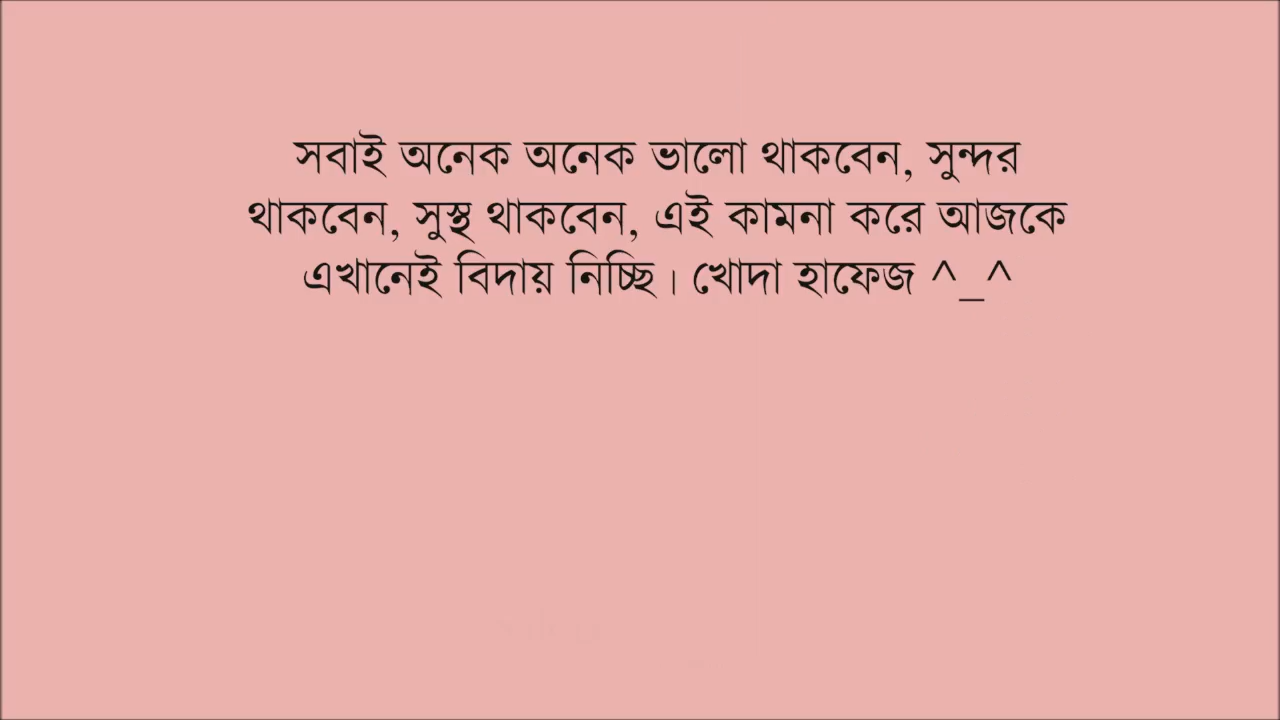 সবাই অনেক অনেক ভালো থাকবেন, সুন্দর
থাকবেন, সুস্থ থাকবেন, এই কামনা করে আজকে
এখানেই বিদায় নিচ্ছি। খোদা হাফেজ ^_^